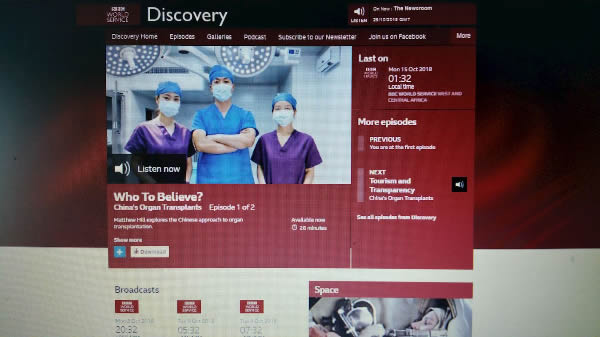 BBC
WORLD
SERVICE
Discovery
LISTEN
On Now : The Newsroom
Discovery Home
Episodes
Galleries
Podcast
Subscribe to our Newsletter
Join us on Facebook
More
Listen now
Last on
BBC
WORLD
SERVICE
Mon 15 Oct 2018
01:32
Local time
BBC WORLD SERVICE WEST AND
CENTRAL AFRICA
More episodes
PREVIOUS
You are at the first episode
NEXT
Tourism and
Transparency
China's Organ Transplants
See all episodes from Discovery
Who To Believe?
China's Organ Transplants Episode 1 of 2
Matthew Hill explores the Chinese approach to organ
transplantation.
Show more
Download
Available now
26 minutes
Broadcasts
BBC
WORLD
SERVICE
20:32
BBC
WORLD
SERVICE
05:32
BBC
WORLD
SERVICE
07:32
Space